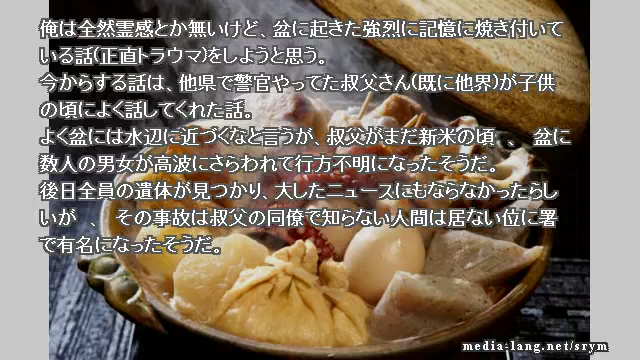 俺は全然霊感とか無いけど、盆に起きた強烈に記憶に焼き付いて
いる話(正直トラウマ)をしようと思う。
今からする話は、他県で警官やってた叔父さん(既に他界)が子供
の頃によく話してくれた話。
よく盆には水辺に近づくなと言うが、叔父がまだ新米の頃　、　盆に
数人の男女が高波にさらわれて行方不明になったそうだ。
後日全員の遺体が見つかり、大したニュースにもならなかったらし
いが　、　その事故は叔父の同僚で知らない人間は居ない位に署
で有名になったそうだ。
media-lang.net/srym